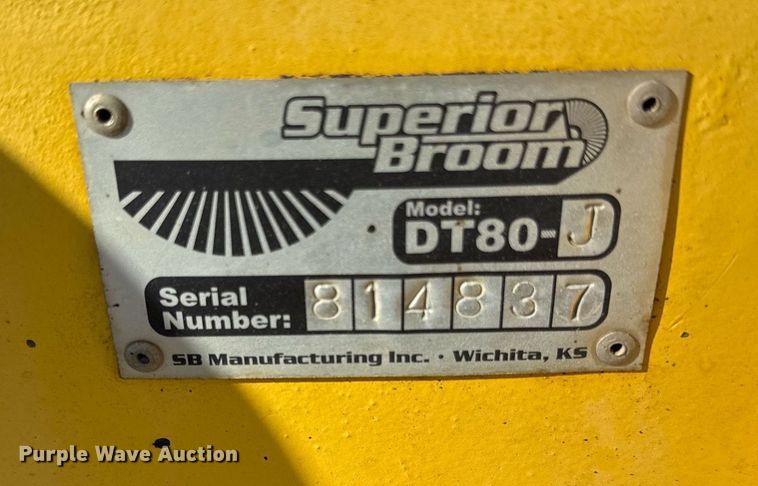 Superior
Broom
Model:
DT80-J
Serial
Number: 814837
SB Manufacturing Inc. · Wichita, KS
Purple Wave Auction